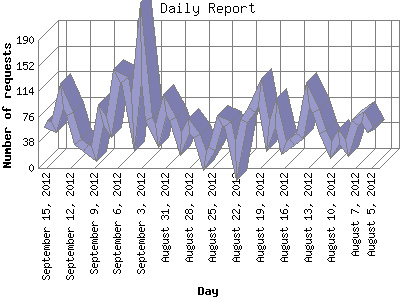 Daily Report
Number of requests
190
152
114
76
38
0
September 15, 2012
September 12, 2012
September 9, 2012
September 6, 2012
September 3, 2012
August 31, 2012
August 28, 2012
August 25, 2012
August 22, 2012
August 19, 2012
August 16, 2012
August 13, 2012
August 10, 2012
August 7, 2012
August 5, 2012
Day